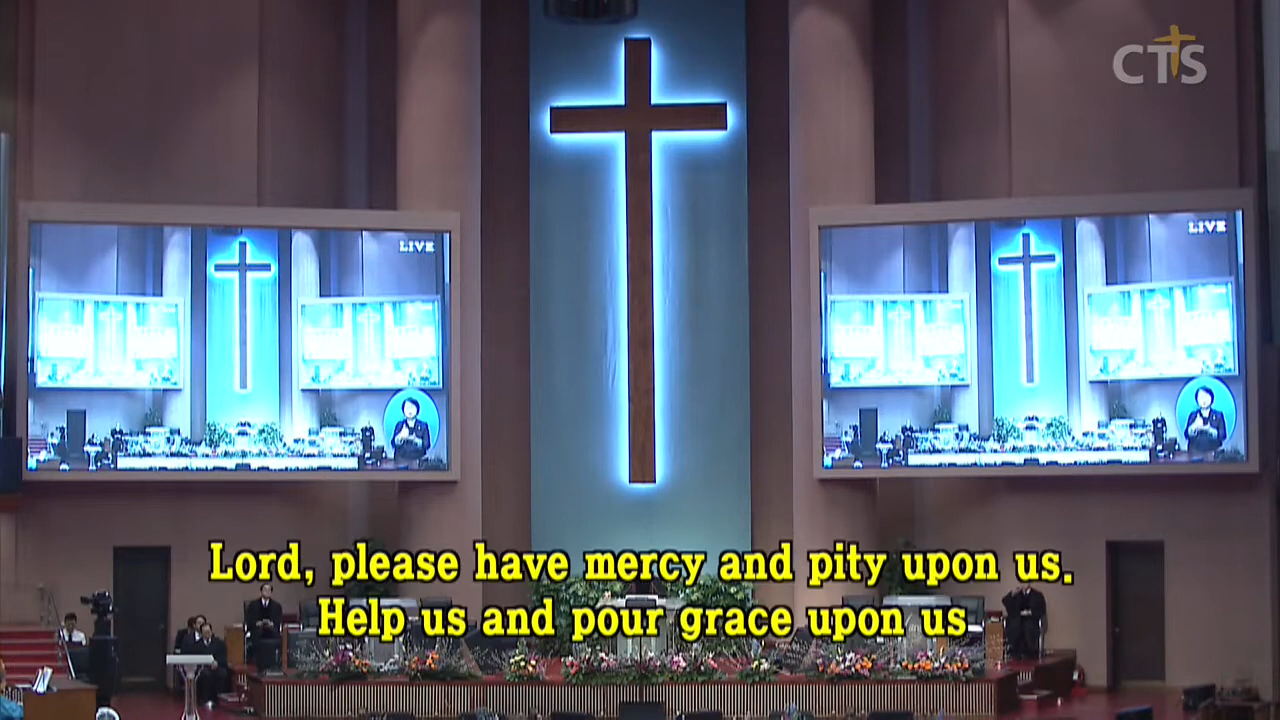 CTS
LIVE
LIVE
Lord, please have mercy and pity upon us.
Help us and pour grace upon us